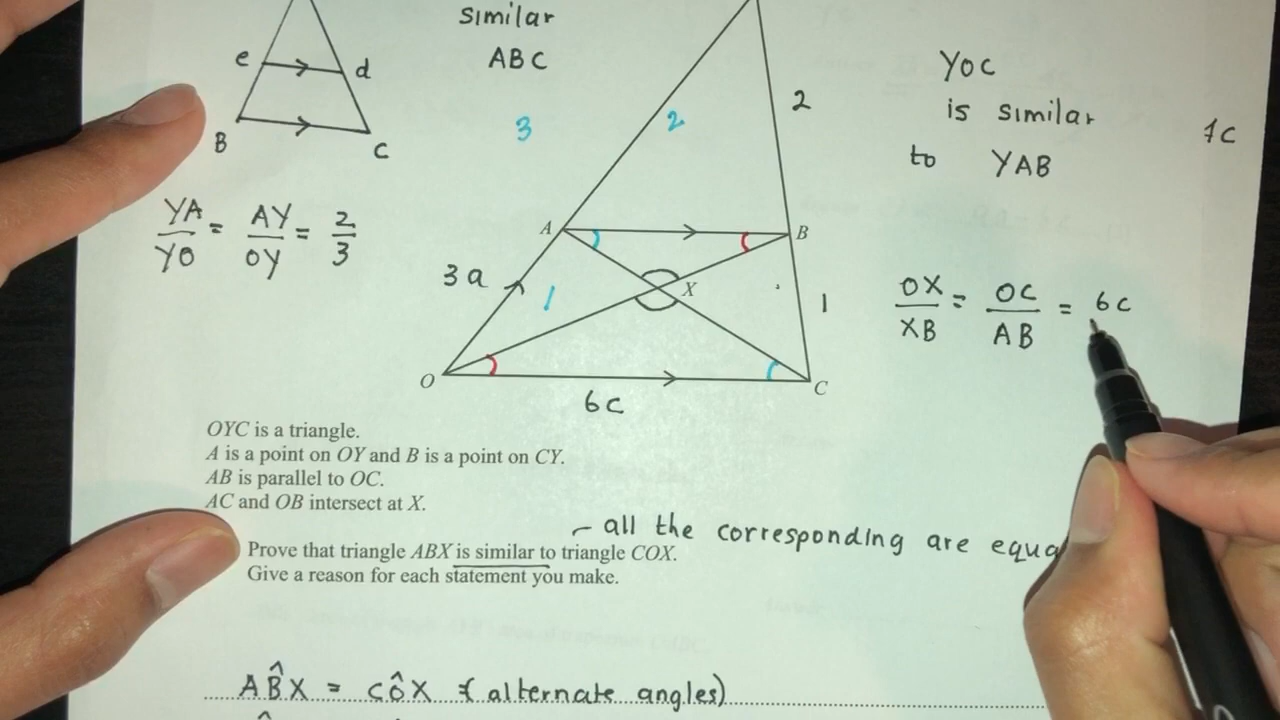 e
d
B
C
similar
ABC
3
2
2
YOC
is similar
to YAB
1C
YA/YO = AY/OY = 2/3
A
B
3a
1
X
1
O
C
6c
OX/XB = OC/AB = 6c
OYC is a triangle.
A is a point on OY and B is a point on CY.
AB is parallel to OC.
AC and OB intersect at X.
- all the corresponding are equa
Prove that triangle ABX is similar to triangle COX.
Give a reason for each statement you make.
AB̂X = CÔX ( alternate angles)